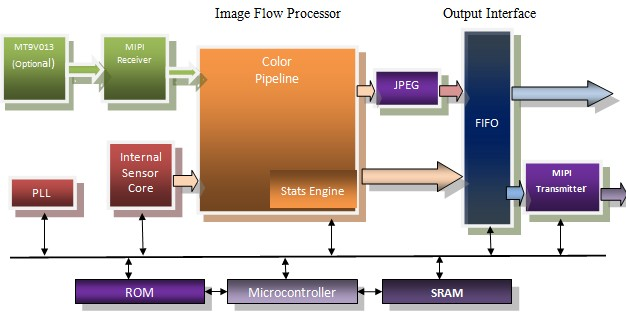 Image Flow Processor
Output Interface
MT9V013
(Optional)
MIPI
Receiver
Color
Pipeline
JPEG
FIFO
Internal
Sensor
Core
PLL
Stats Engine
MIPI
Transmitter
ROM
Microcontroller
SRAM